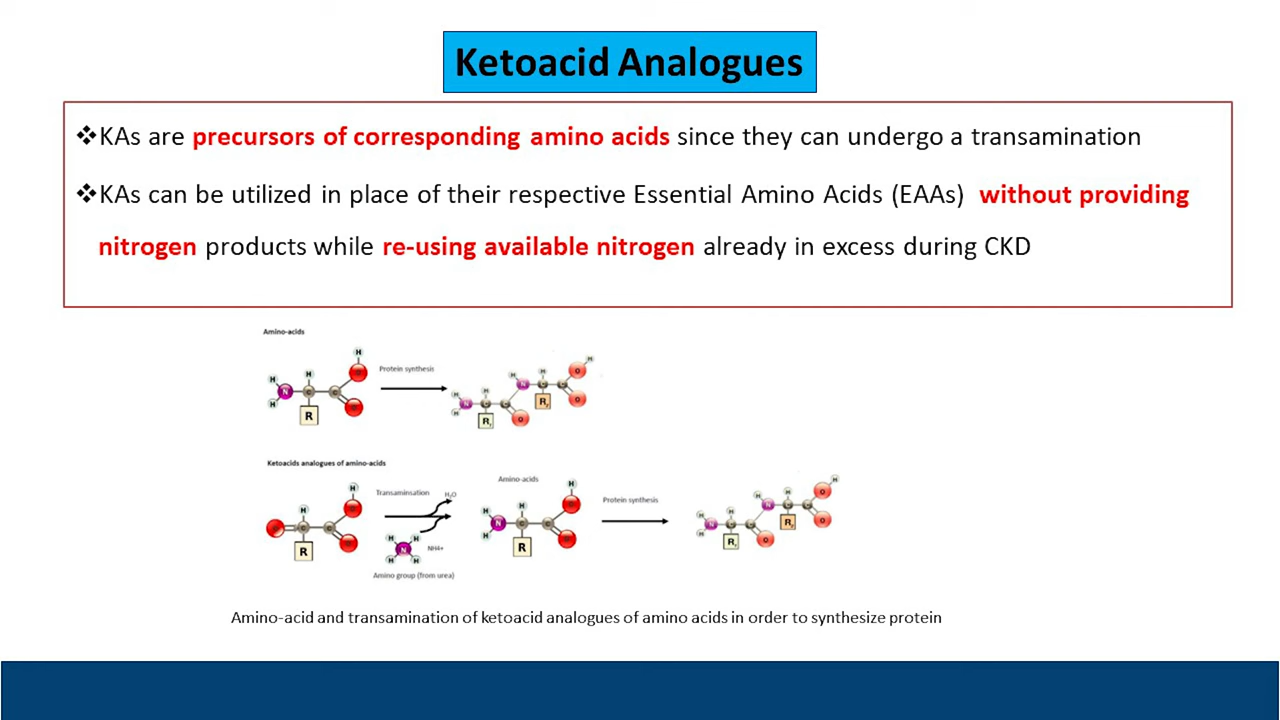 Ketoacid Analogues
❖KAs are precursors of corresponding amino acids since they can undergo a transamination
❖KAs can be utilized in place of their respective Essential Amino Acids (EAAs) without providing
nitrogen products while re-using available nitrogen already in excess during CKD
Amino-acids
H
H
H
H
N
C
C
O
O
R
Protein synthesis
H
H
H
N
H
C
C
O
R
H
N
H
C
C
O
H
O
R
Ketoacids analogues of amino-acids
H
H
C
C
R
Transaminsation
H₂O
H
H
N
H
H
NH4+
Amino group (from urea)
Amino acids
H
H
H
H
N
C
C
R
Protein synthesis
H
H
H
N
C
C
O
R
H
N
H
C
C
O
H
O
R
Amino-acid and transamination of ketoacid analogues of amino acids in order to synthesize protein